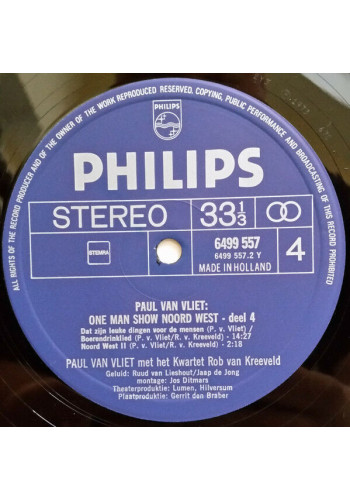 ALL RIGHTS OF THE RECORD PRODUCER AND OF THE OWNER OF THE WORK REPRODUCED RESERVED. COPYING, PUBLIC PERFORMANCE AND BROADCASTING OF THIS RECORD PROHIBITED
PHILIPS
PHILIPS
STEREO 33 1/3
STEMRA
6499 557
6499 557.2 Y
MADE IN HOLLAND
4
PAUL VAN VLIET:
ONE MAN SHOW NOORD WEST - deel 4
Dat zijn leuke dingen voor de mensen (P. v. Vliet)/
Boerendrinklied (P. v. Vliet/R. v. Kreeveld) - 14:27
Noord West II (P. v. Vliet/R. v. Kreeveld) - 2:18
PAUL VAN VLIET met het Kwartet Rob van Kreeveld
Geluid: Ruud van Lieshout/Jaap de Jong
montage: Jos Ditmars
Theaterproduktie: Lumen, Hilversum
Plaatproduktie: Gerrit den Braber